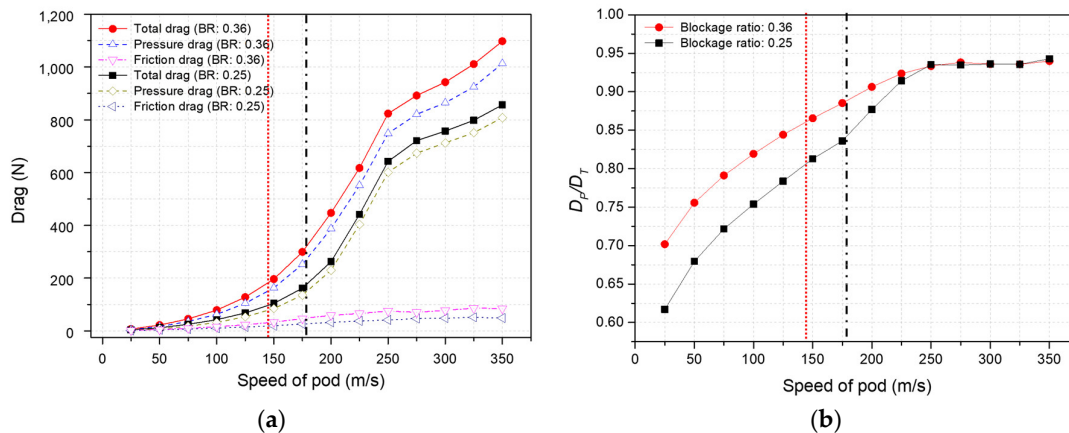 Total drag (BR: 0.36)
Pressure drag (BR: 0.36)
Friction drag (BR: 0.36)
Total drag (BR: 0.25)
Pressure drag (BR: 0.25)
Friction drag (BR: 0.25)
1,000
800
600
400
200
0
Drag (N)
0 50 100 150 200 250 300 350
Speed of pod (m/s)
(a)
Blockage ratio: 0.36
Blockage ratio: 0.25
1.00
0.95
0.90
0.85
0.80
0.75
0.70
0.65
0.60
D_P/D_T
0 50 100 150 200 250 300 350
Speed of pod (m/s)
(b)